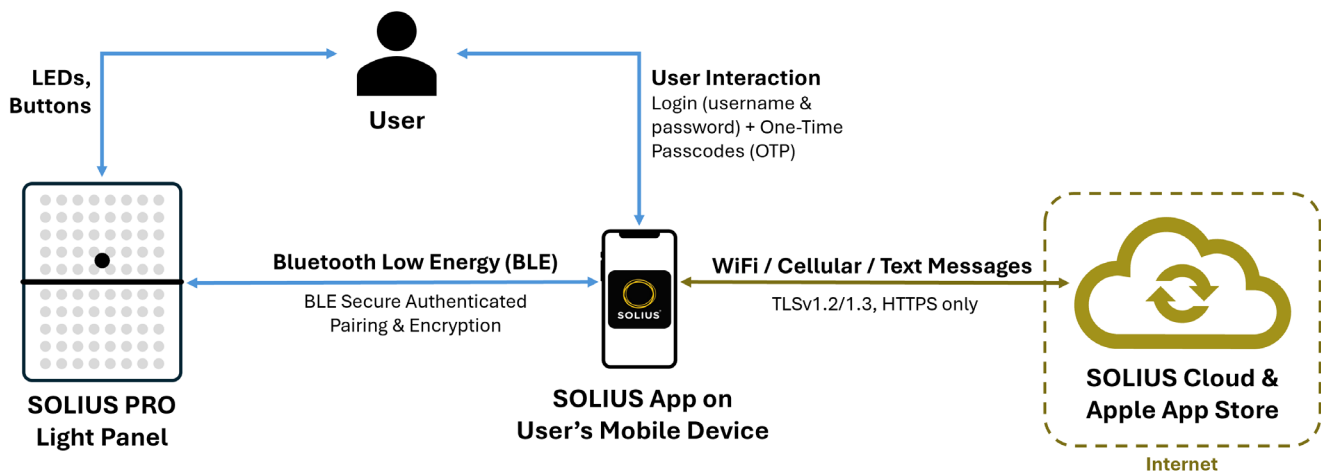 LEDs,
Buttons
User
User Interaction
Login (username &
password) + One-Time
Passcodes (OTP)
Bluetooth Low Energy (BLE)
BLE Secure Authenticated
Pairing & Encryption
SOLIUS
WiFi / Cellular / Text Messages
TLSv1.2/1.3, HTTPS only
SOLIUS PRO
Light Panel
SOLIUS App on
User’s Mobile Device
SOLIUS Cloud &
Apple App Store
Internet